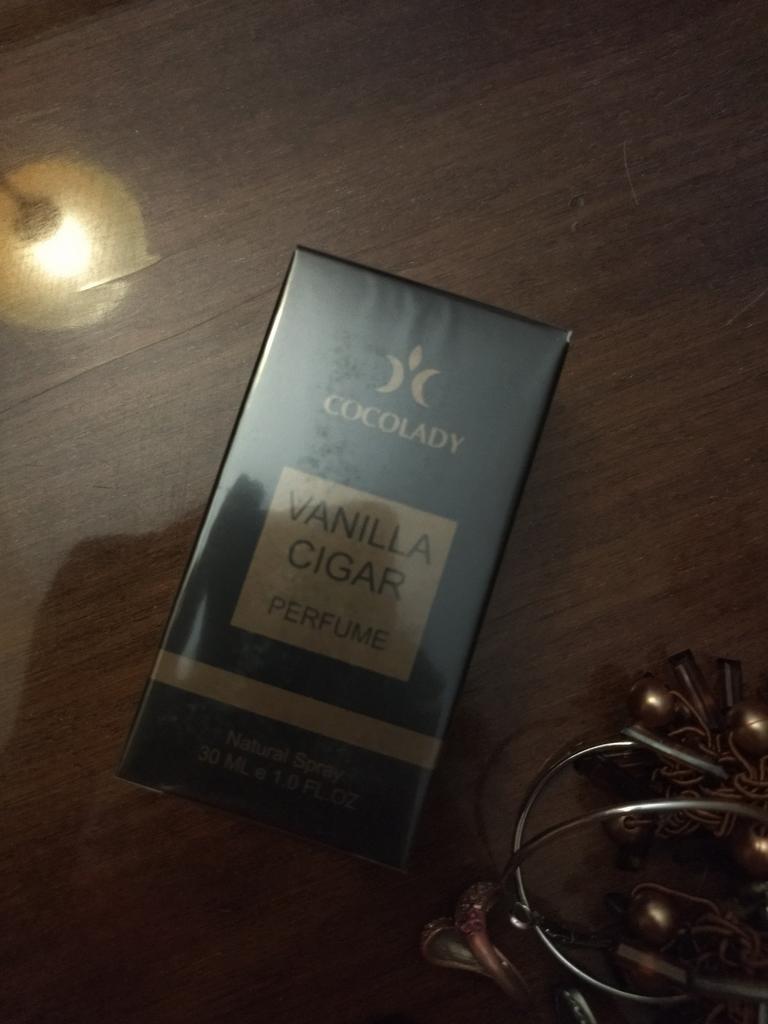 COCOLADY
VANILLA
CIGAR
PERFUME
Natural Spray
30 ML e 1.0 FL.OZ